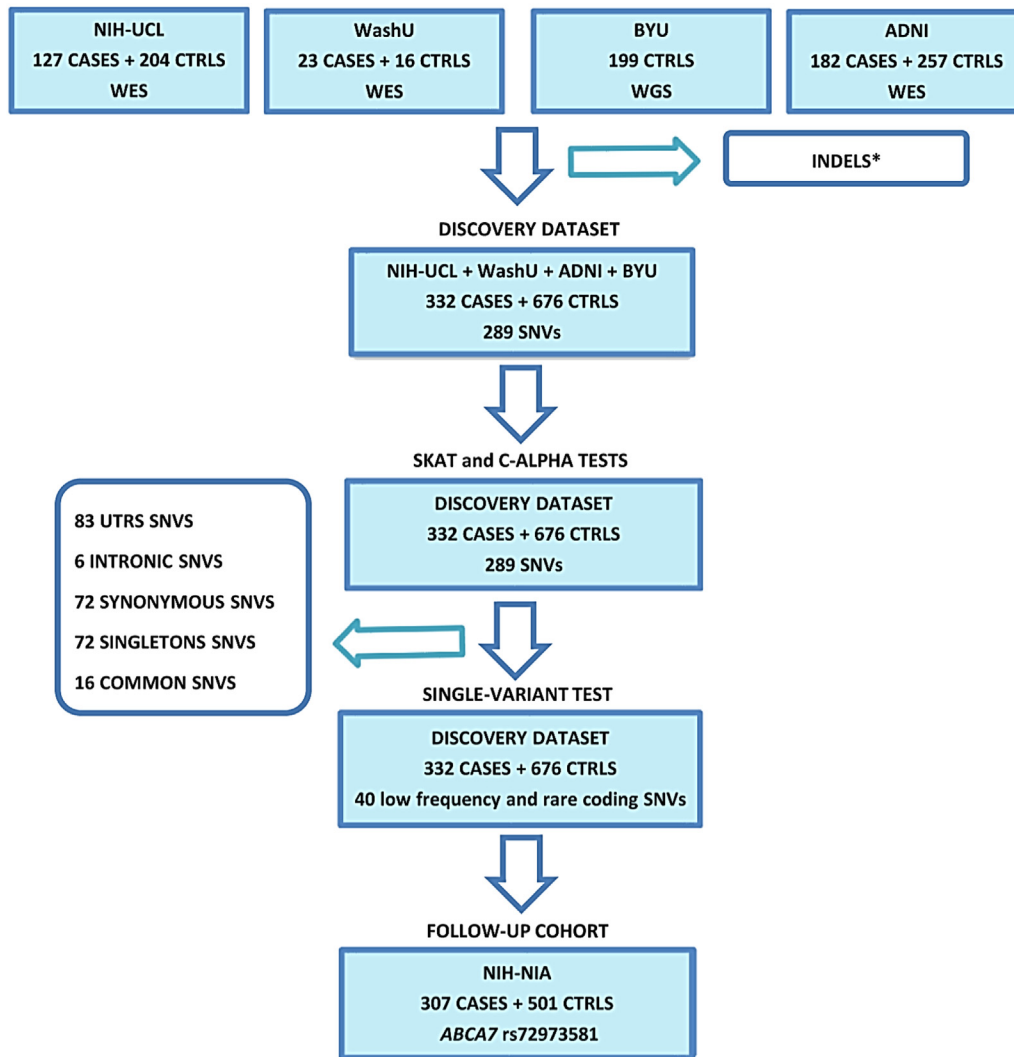 NIH-UCL
127 CASES + 204 CTRLS
WES
WashU
23 CASES + 16 CTRLS
WES
BYU
199 CTRLS
WGS
ADNI
182 CASES + 257 CTRLS
WES
INDELS*
DISCOVERY DATASET
NIH-UCL + WashU + ADNI + BYU
332 CASES + 676 CTRLS
289 SNVs
SKAT and C-ALPHA TESTS
DISCOVERY DATASET
332 CASES + 676 CTRLS
289 SNVs
83 UTRS SNVS
6 INTRONIC SNVS
72 SYNONYMOUS SNVS
72 SINGLETONS SNVS
16 COMMON SNVS
SINGLE-VARIANT TEST
DISCOVERY DATASET
332 CASES + 676 CTRLS
40 low frequency and rare coding SNVs
FOLLOW-UP COHORT
NIH-NIA
307 CASES + 501 CTRLS
ABCA7 rs72973581